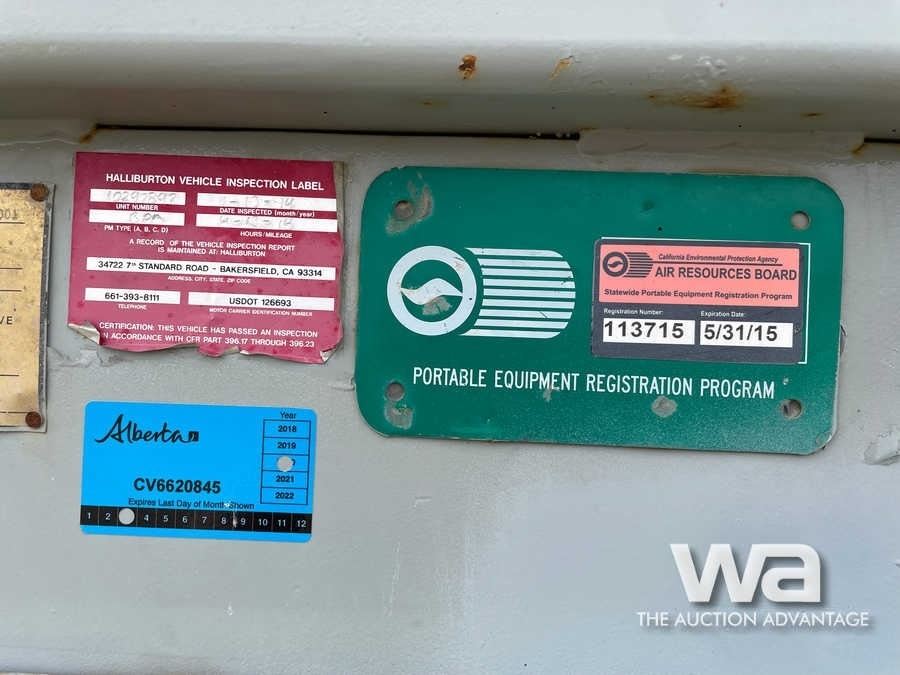 001
VE
HALLIBURTON VEHICLE INSPECTION LABEL
UNIT NUMBER
DATE INSPECTED (month/year)
PM TYPE (A, B, C, D)
HOURS/MILEAGE
A RECORD OF THE VEHICLE INSPECTION REPORT
IS MAINTAINED AT: HALLIBURTON
34722 7th STANDARD ROAD - BAKERSFIELD, CA 93314
ADDRESS, CITY, STATE, ZIP CODE
661-393-8111
USDOT 126693
TELEPHONE
MOTOR CARRIER IDENTIFICATION NUMBER
CERTIFICATION: THIS VEHICLE HAS PASSED AN INSPECTION
IN ACCORDANCE WITH CFR PART 396.17 THROUGH 396.23
California Environmental Protection Agency
AIR RESOURCES BOARD
Statewide Portable Equipment Registration Program
Registration Number:
Expiration Date:
113715
5/31/15
PORTABLE EQUIPMENT REGISTRATION PROGRAM
Alberta
Year
2018
2019
2021
2022
CV6620845
Expires Last Day of Month Shown
1 2 4 5 6 7 8 9 10 11 12
wa
THE AUCTION ADVANTAGE